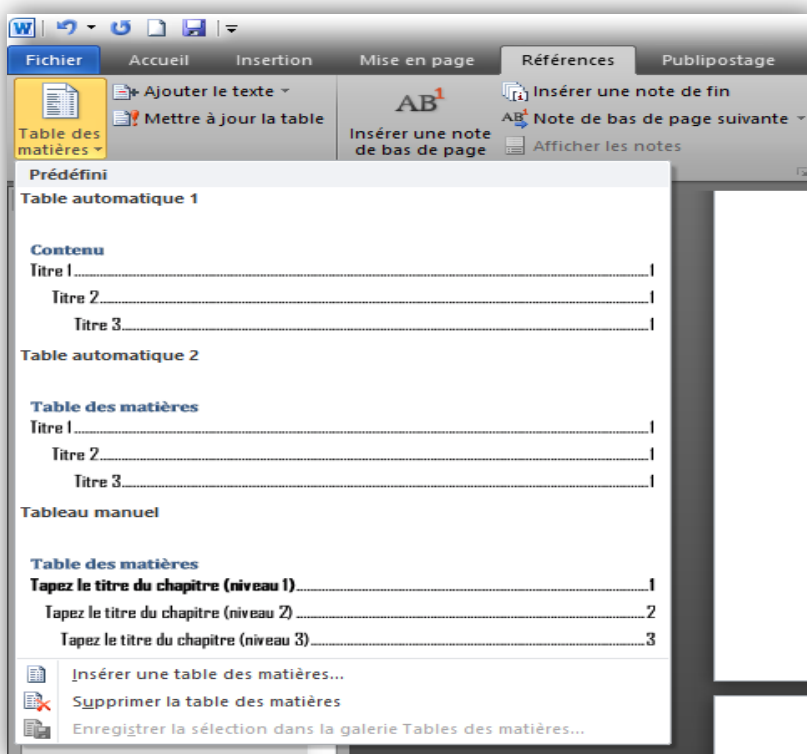 W
Fichier Accueil Insertion Mise en page Références Publipostage
Table des matières
Ajouter le texte
Mettre à jour la table
AB1
Insérer une note
de bas de page
Insérer une note de fin
AB1 Note de bas de page suivante
Afficher les notes
Prédéfini
Table automatique 1
Contenu
Titre 1 1
Titre 2 1
Titre 3 1
Table automatique 2
Table des matières
Titre 1 1
Titre 2 1
Titre 3 1
Tableau manuel
Table des matières
Tapez le titre du chapitre (niveau 1) 1
Tapez le titre du chapitre (niveau 2) 2
Tapez le titre du chapitre (niveau 3) 3
Insérer une table des matières...
Supprimer la table des matières
Enregistrer la sélection dans la galerie Tables des matières...